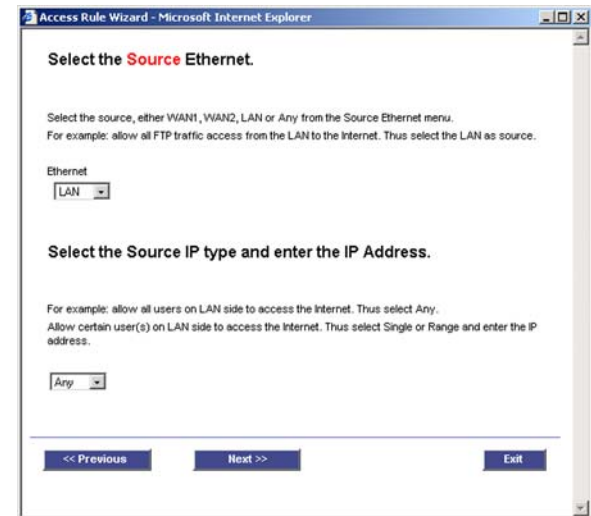 Access Rule Wizard - Microsoft Internet Explorer
Select the Source Ethernet.
Select the source, either WAN1, WAN2, LAN or Any from the Source Ethernet menu.
For example: allow all FTP traffic access from the LAN to the Internet. Thus select the LAN as source.
Ethernet
LAN
Select the Source IP type and enter the IP Address.
For example: allow all users on LAN side to access the Internet. Thus select Any.
Allow certain user(s) on LAN side to access the Internet. Thus select Single or Range and enter the IP
address.
Any
<< Previous Next >> Exit